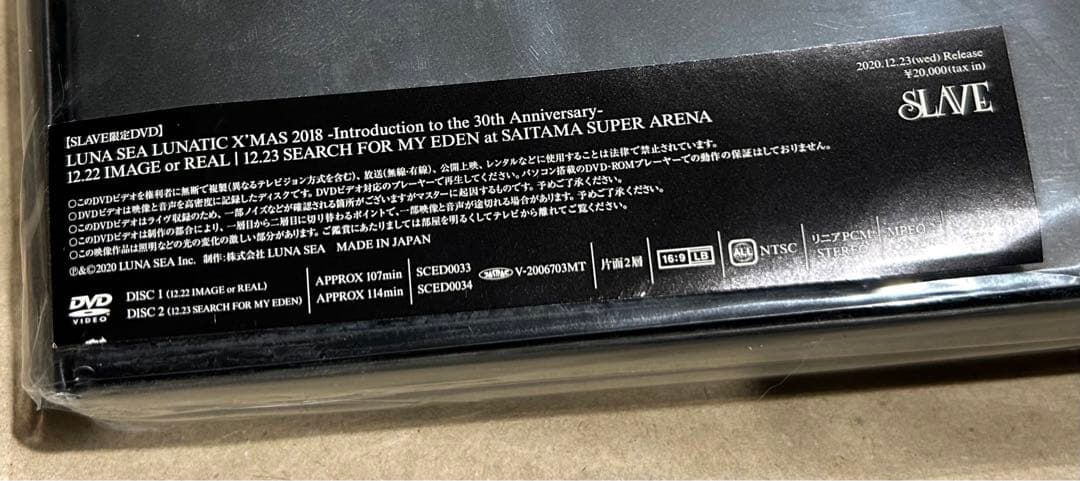 2020.12.23(wed) Release
¥20,000(tax in)
SLAVE
【SLAVE限定DVD】
LUNA SEA LUNATIC X'MAS 2018 -Introduction to the 30th Anniversary-
12.22 IMAGE or REAL | 12.23 SEARCH FOR MY EDEN at SAITAMA SUPER ARENA
○このDVDビデオを権利者に無断で複製(異なるテレビジョン方式を含む)、放送(無線・有線)、公開上映、レンタルなどに使用することは法律で禁止されています。
○DVDビデオは映像と音声を高密度に記録したディスクです。DVDビデオ対応のプレーヤーで再生してください。パソコン搭載のDVD-ROMプレーヤーでの動作の保証はしておりません。
○このDVDビデオはライヴ収録のため、一部ノイズなどが確認される箇所がございますがマスターに起因するものです。予めご了承ください。
○このDVDビデオは制作の都合により、一層目から二層目に切り替わるポイントで、一部映像と音声が途切れる場合があります。予めご了承ください。
○この映像作品は照明などの光の変化の激しい部分があります。ご鑑賞にあたりましては部屋を明るくしてテレビから離れてご覧ください。
℗&©2020 LUNA SEA Inc. 制作:株式会社 LUNA SEA MADE IN JAPAN
DVD VIDEO
DISC 1 (12.22 IMAGE or REAL) APPROX 107min SCED0033
DISC 2 (12.23 SEARCH FOR MY EDEN) APPROX 114min SCED0034
V-2006703MT
片面2層
16:9 LB
ALL NTSC
リニアPCM
STEREO